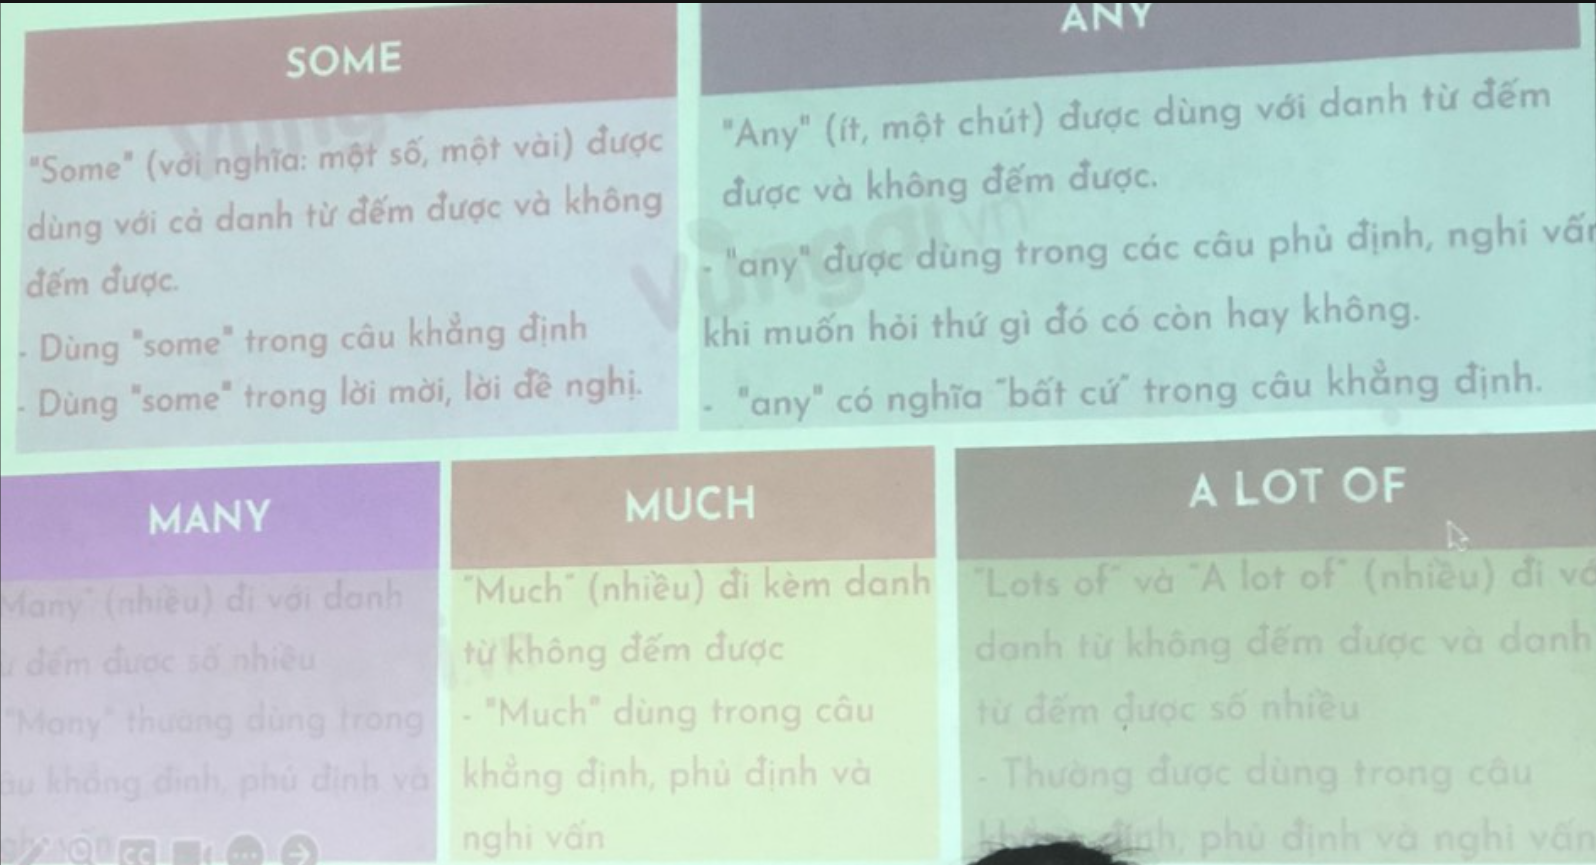 SOME
"Some" (với nghĩa: một số, một vài) được
dùng với cả danh từ đếm được và không
đếm được.
- Dùng "some" trong câu khẳng định
- Dùng "some" trong lời mời, lời đề nghị.
ANY
"Any" (ít, một chút) được dùng với danh từ đếm
được và không đếm được.
- "any" được dùng trong các câu phủ định, nghi vấn
khi muốn hỏi thứ gì đó có còn hay không.
- "any" có nghĩa "bất cứ" trong câu khẳng định.
MANY
Many" (nhiều) đi với danh
đếm được số nhiều
"Many" thường dùng trong
khẳng định, phủ định và
MUCH
"Much" (nhiều) đi kèm danh
từ không đếm được
- "Much" dùng trong câu
khẳng định, phủ định và
nghi vấn
A LOT OF
"Lots of" và "A lot of" (nhiều) đi
danh từ không đếm được và danh
từ đếm được số nhiều
- Thường được dùng trong câu
khẳng định, phủ định và nghi vấn
CC